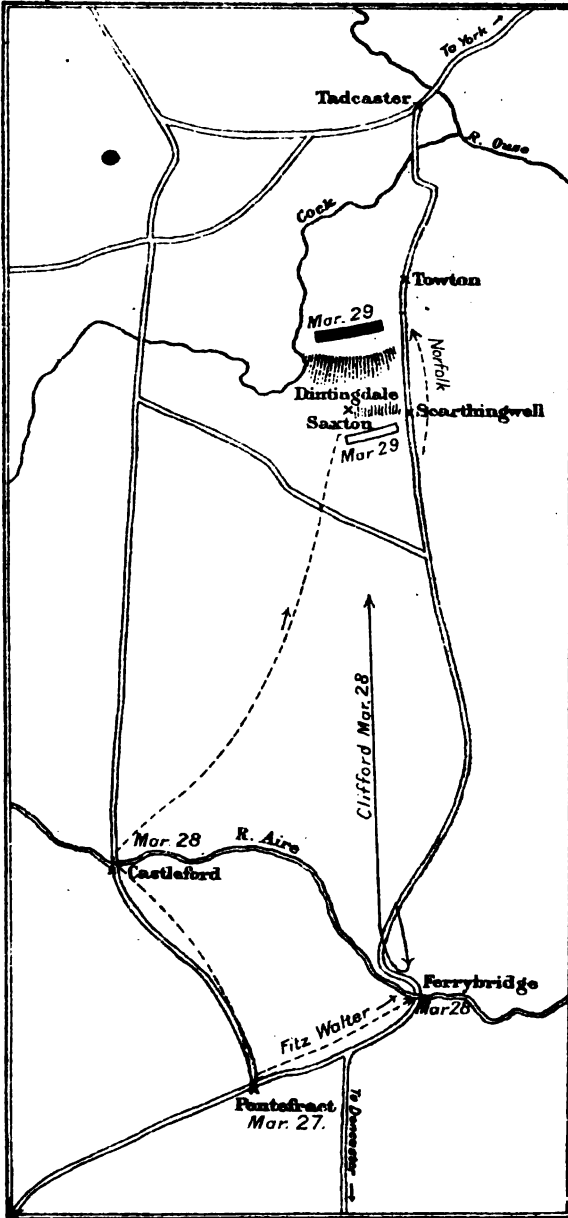 To York →
Tadcaster
R. Ouse
Cock
Towton
Mar. 29
Norfolk
Dintingdale
Scarthingwell
Saxton
Mar 29
Clifford Mar. 28
Mar. 28
R. Aire
Castleford
Ferrybridge
Mar 28
Fitz Walter
Pontefract
Mar. 27.
To Doncaster →